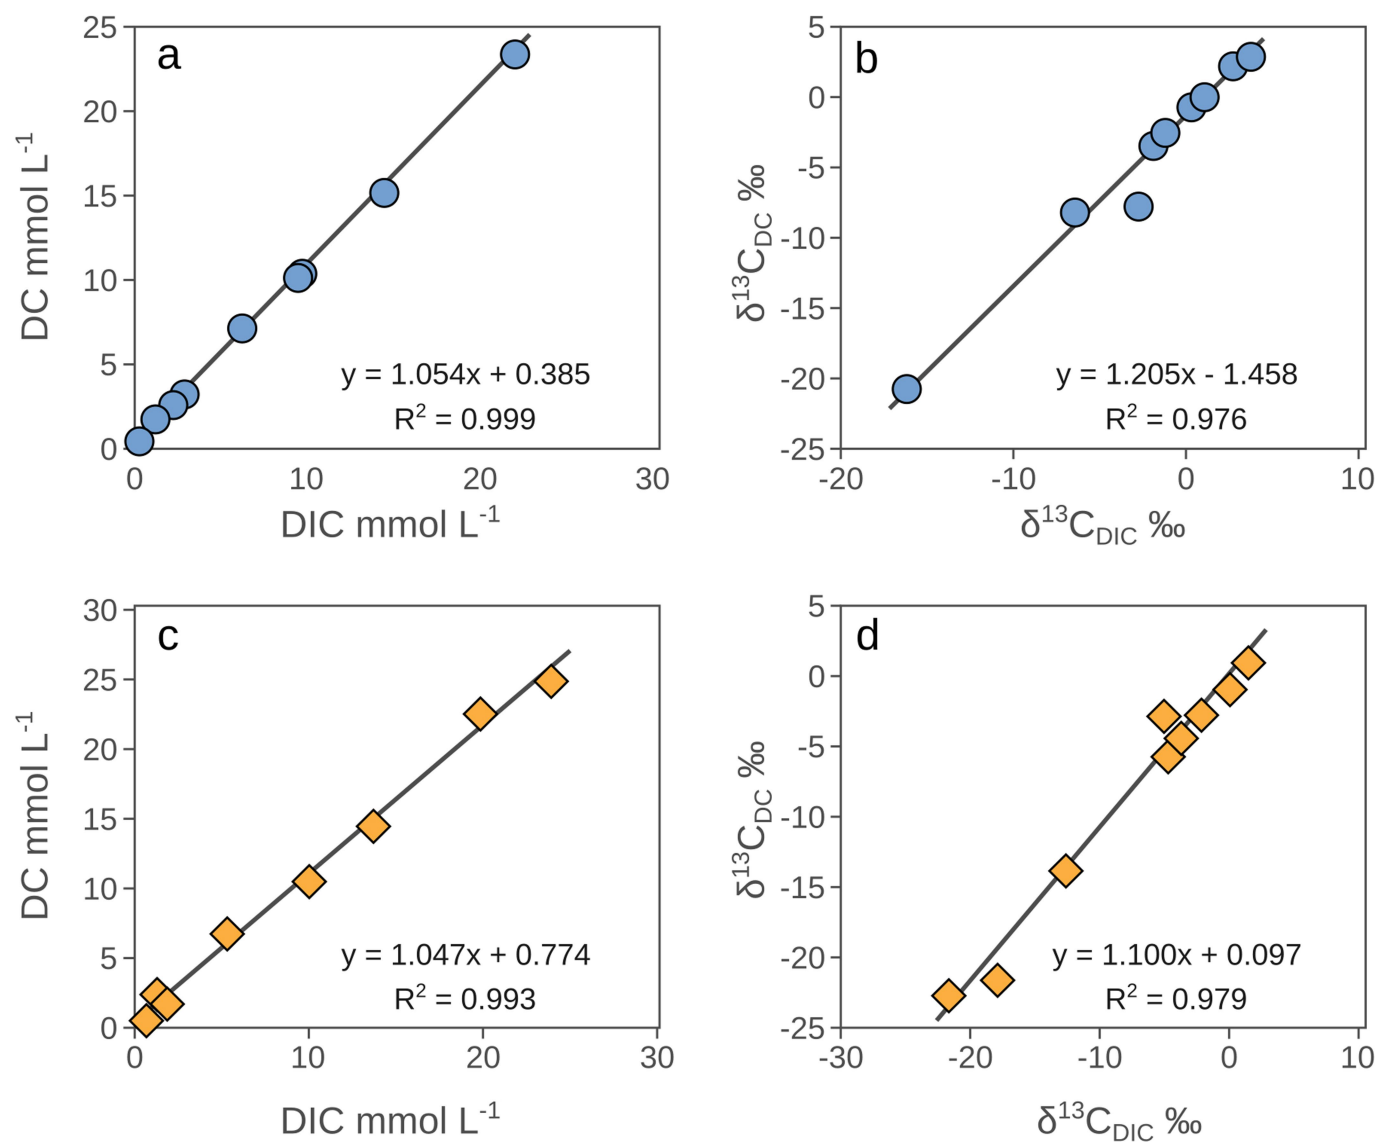 a
25
20
15
10
5
0
0 10 20 30
DC mmol L-1
DIC mmol L-1
y = 1.054x + 0.385
R2 = 0.999
b
5
0
-5
-10
-15
-20
-25
-20 -10 0 10
δ13CDC ‰
δ13CDIC ‰
y = 1.205x - 1.458
R2 = 0.976
c
30
25
20
15
10
5
0
0 10 20 30
DC mmol L-1
DIC mmol L-1
y = 1.047x + 0.774
R2 = 0.993
d
5
0
-5
-10
-15
-20
-25
-30 -20 -10 0 10
δ13CDC ‰
δ13CDIC ‰
y = 1.100x + 0.097
R2 = 0.979